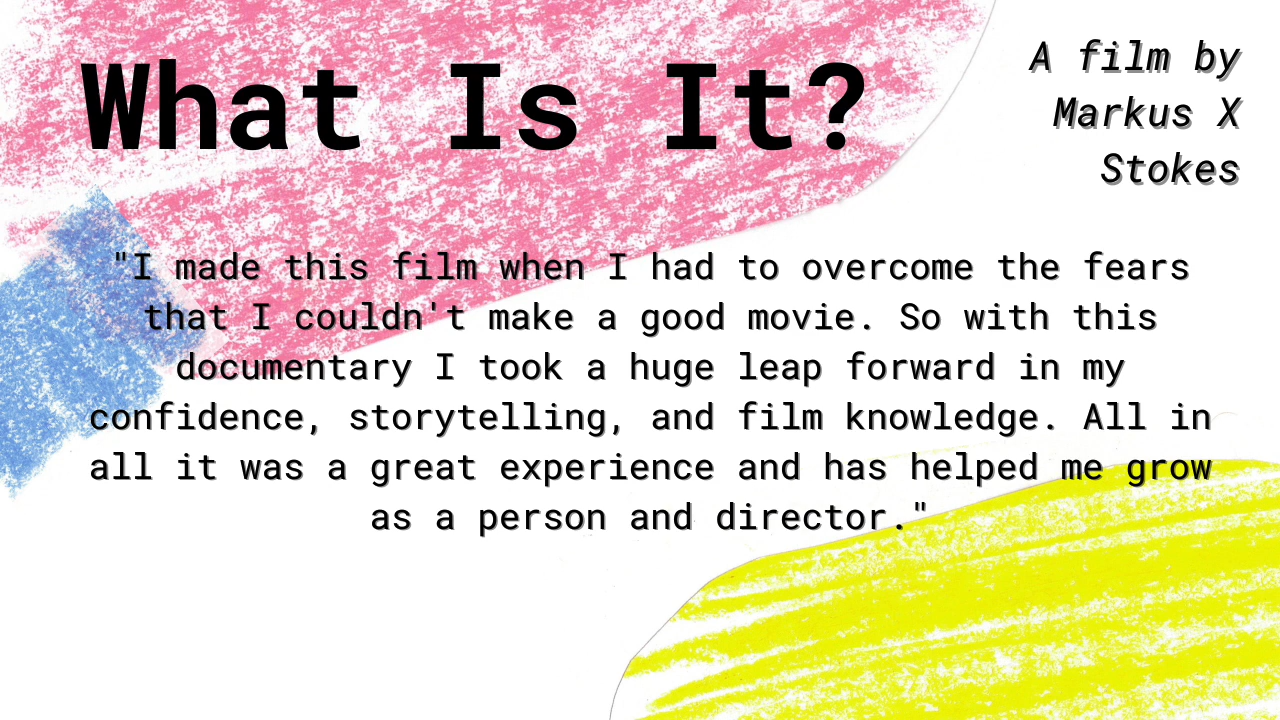 What Is It?
A film by
Markus X
Stokes
"I made this film when I had to overcome the fears
that I couldn't make a good movie. So with this
documentary I took a huge leap forward in my
confidence, storytelling, and film knowledge. All in
all it was a great experience and has helped me grow
as a person and director."